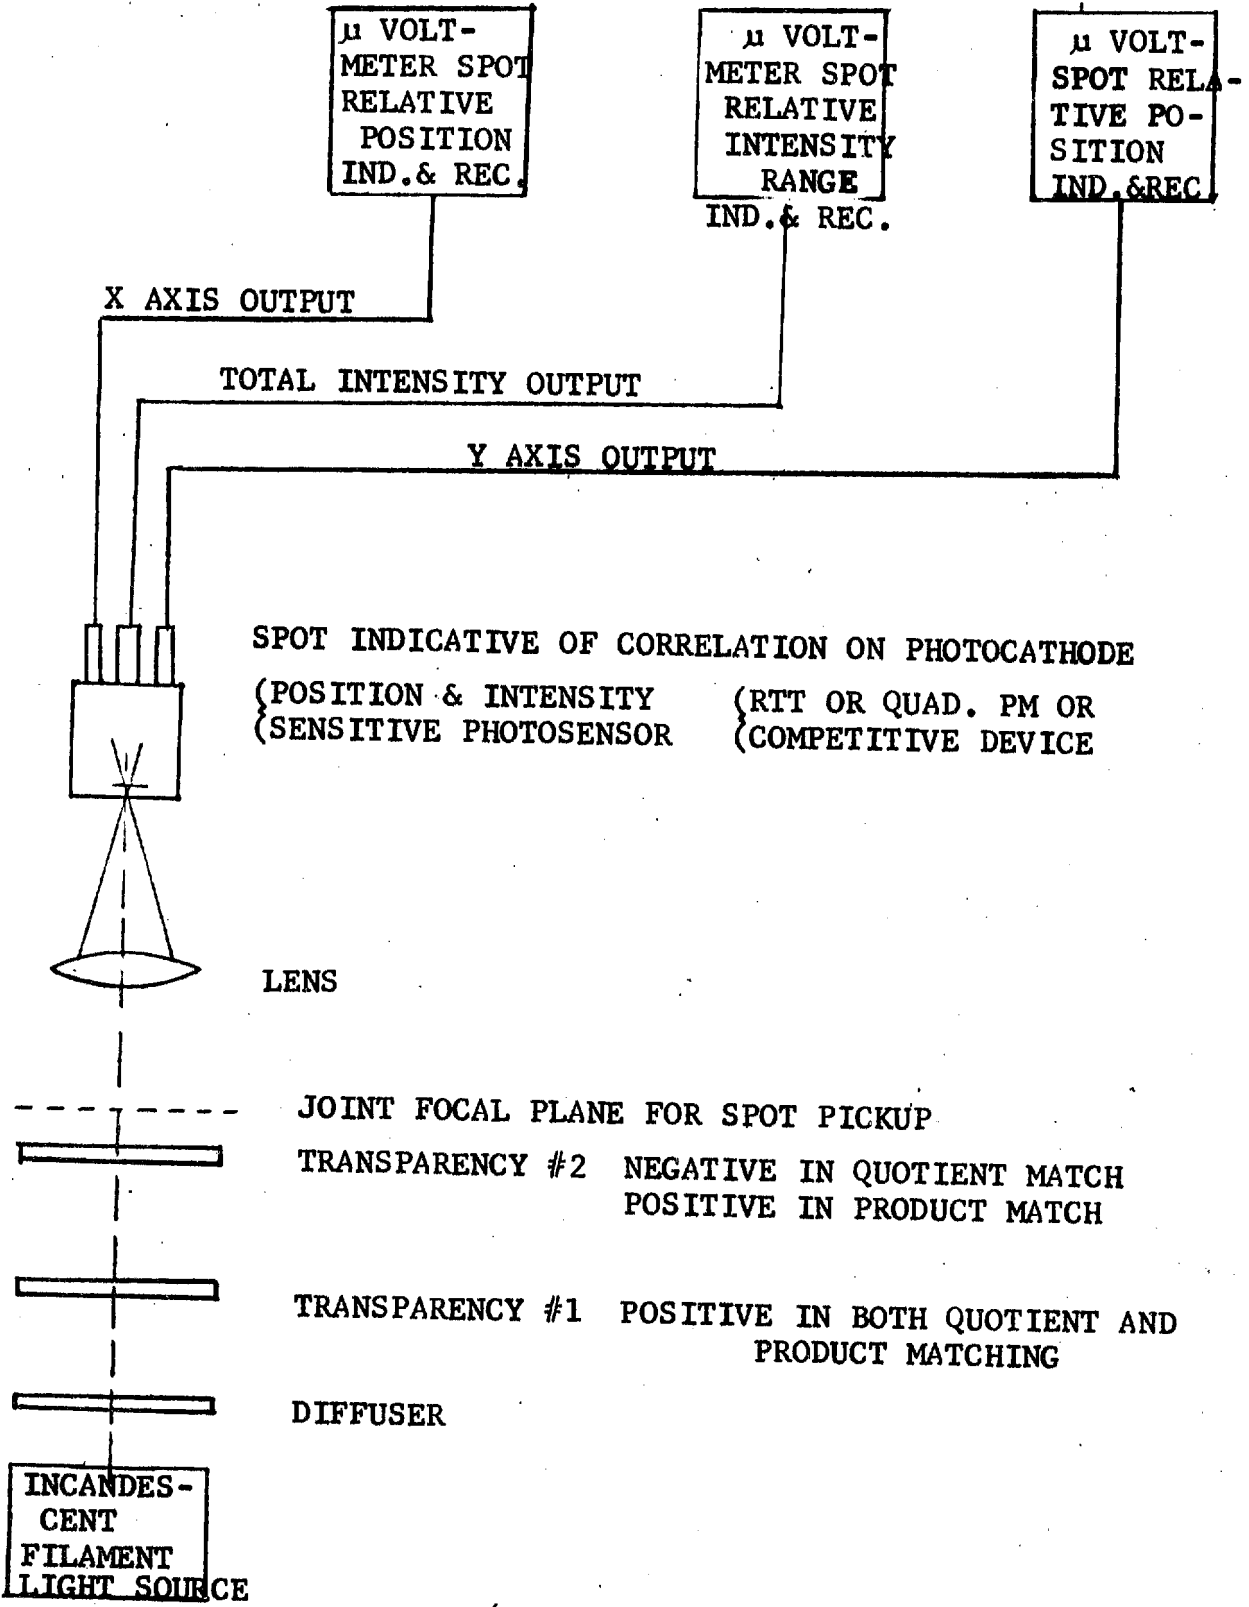 µ VOLT-
METER SPOT
RELATIVE
POSITION
IND.& REC.
µ VOLT-
METER SPOT
RELATIVE
INTENSITY
RANGE
IND.& REC.
µ VOLT-
SPOT RELA-
TIVE PO-
SITION
IND.&REC
X AXIS OUTPUT
TOTAL INTENSITY OUTPUT
Y AXIS OUTPUT
SPOT INDICATIVE OF CORRELATION ON PHOTOCATHODE
(POSITION & INTENSITY
(SENSITIVE PHOTOSENSOR
(RTT OR QUAD. PM OR
(COMPETITIVE DEVICE
LENS
JOINT FOCAL PLANE FOR SPOT PICKUP
TRANSPARENCY #2 NEGATIVE IN QUOTIENT MATCH
POSITIVE IN PRODUCT MATCH
TRANSPARENCY #1 POSITIVE IN BOTH QUOTIENT AND
PRODUCT MATCHING
DIFFUSER
INCANDES-
CENT
FILAMENT
LIGHT SOURCE